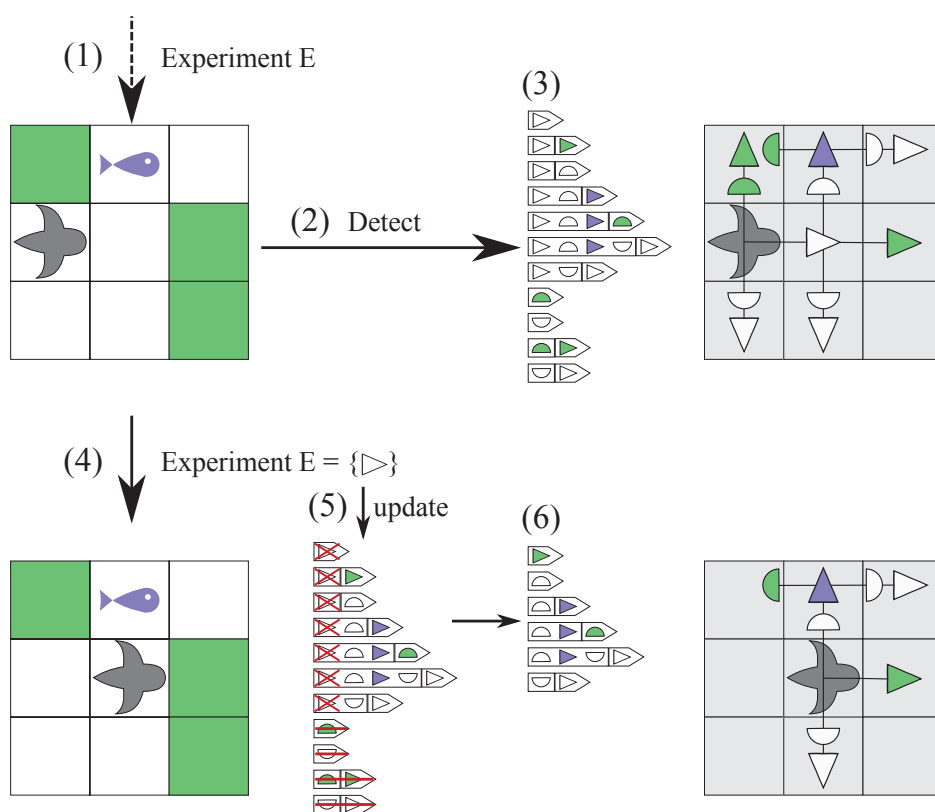 (1) Experiment E
(2) Detect
(3)
(4) Experiment E = {▷}
(5) update
(6)